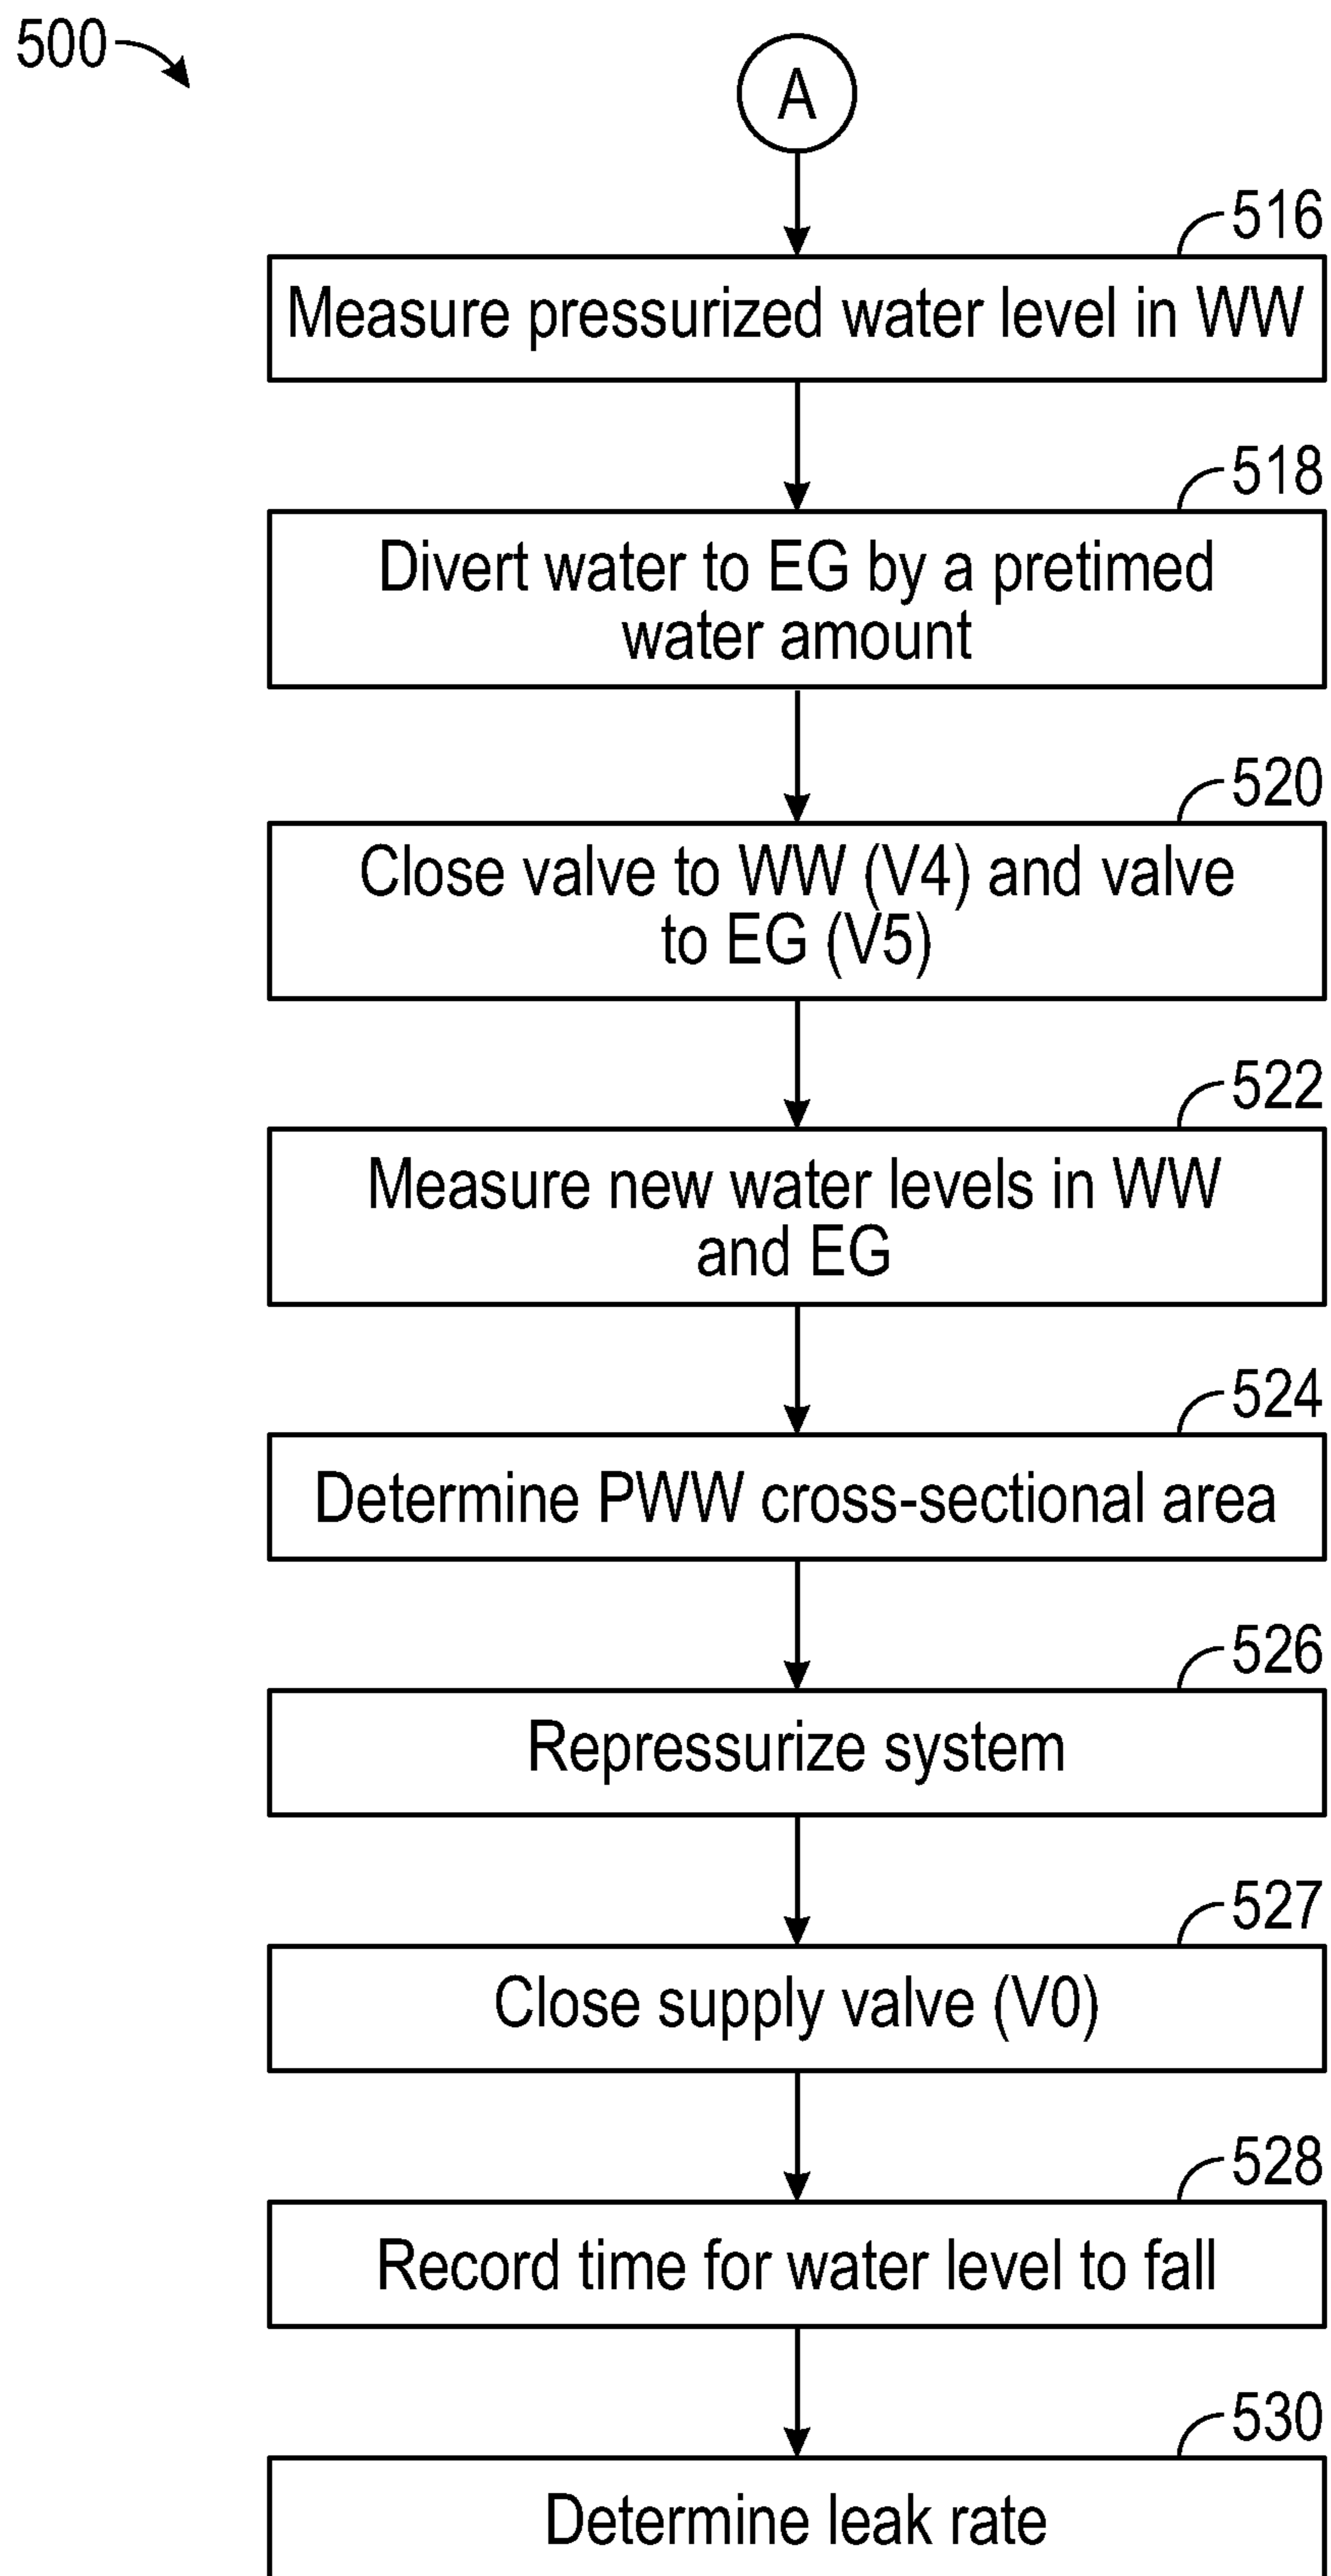 500
A
516
Measure pressurized water level in WW
518
Divert water to EG by a pretimed
water amount
520
Close valve to WW (V4) and valve
to EG (V5)
522
Measure new water levels in WW
and EG
524
Determine PWW cross-sectional area
526
Repressurize system
527
Close supply valve (V0)
528
Record time for water level to fall
530
Determine leak rate